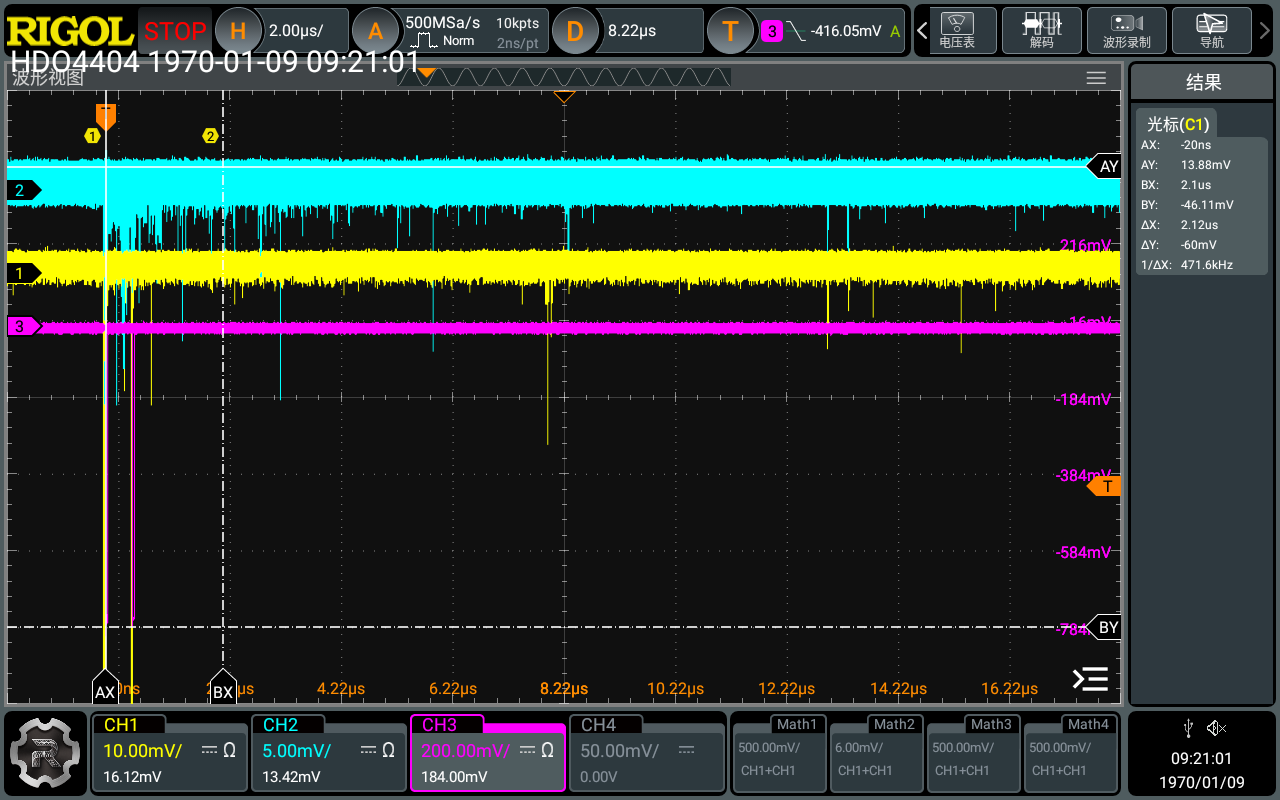 RIGOL STOP H 2.00μs/ A 500MSa/s 10kpts D 8.22μs T 3 -416.05mV A
Norm 2ns/pt
电压表 解码 波形录制 导航
HDO4404 1970-01-09 09:21:01
波形视图
结果
光标(C1)
AX: -20ns
AY: 13.88mV
BX: 2.1us
BY: -46.11mV
ΔX: 2.12us
ΔY: -60mV
1/ΔX: 471.6kHz
T
1 2
AY
2
216mV
1
3
16mV
-184mV
-384mV
T
-584mV
-784mV
BY
AX BX
4.22μs 6.22μs 8.22μs 10.22μs 12.22μs 14.22μs 16.22μs
CH1
10.00mV/ Ω
16.12mV
CH2
5.00mV/ Ω
13.42mV
CH3
200.00mV/ Ω
184.00mV
CH4
50.00mV/
0.00V
Math1
500.00mV/
CH1+CH1
Math2
6.00mV/
CH1+CH1
Math3
500.00mV/
CH1+CH1
Math4
500.00mV/
CH1+CH1
09:21:01
1970/01/09